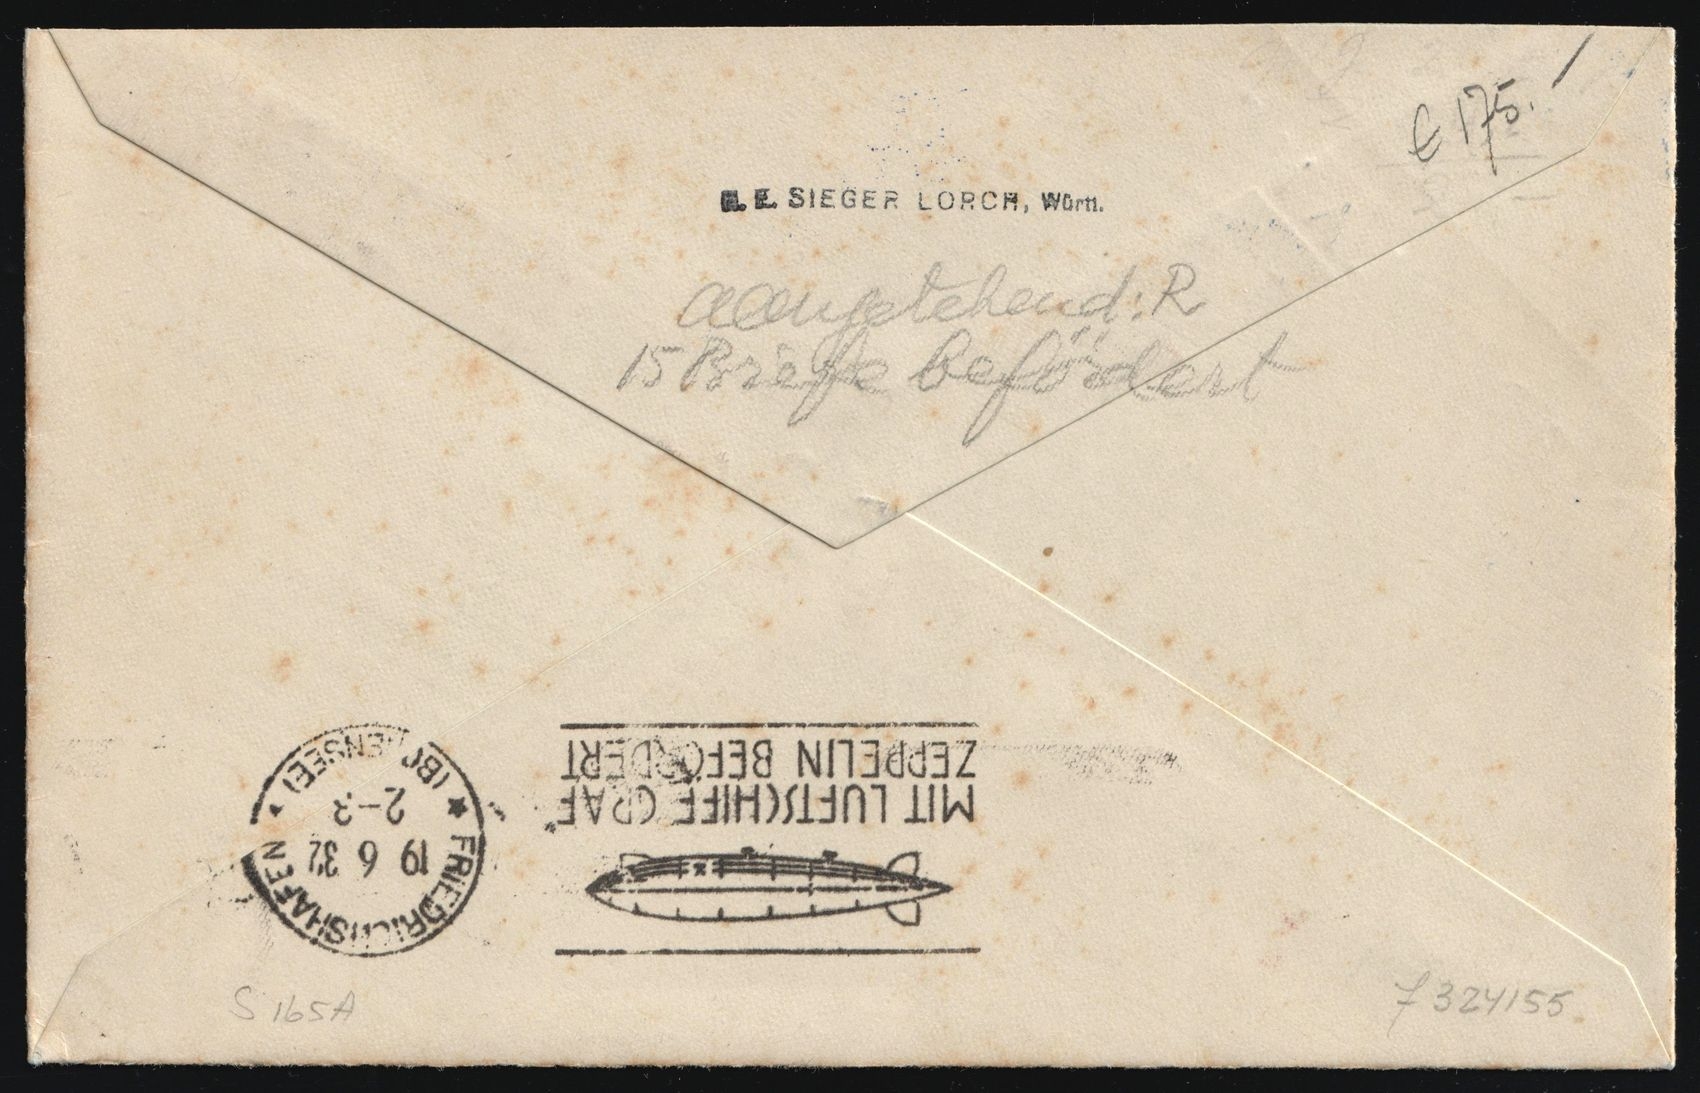 € 175.
H. E. SIEGER LORCH, Württ.
15 Briefe befördert
FRIEDRICHSHAFEN
(BODENSEE)
19 6 32
2-3
MIT LUFTSCHIFF „GRAF
ZEPPELIN BEFÖRDERT
S 165A
7 324155